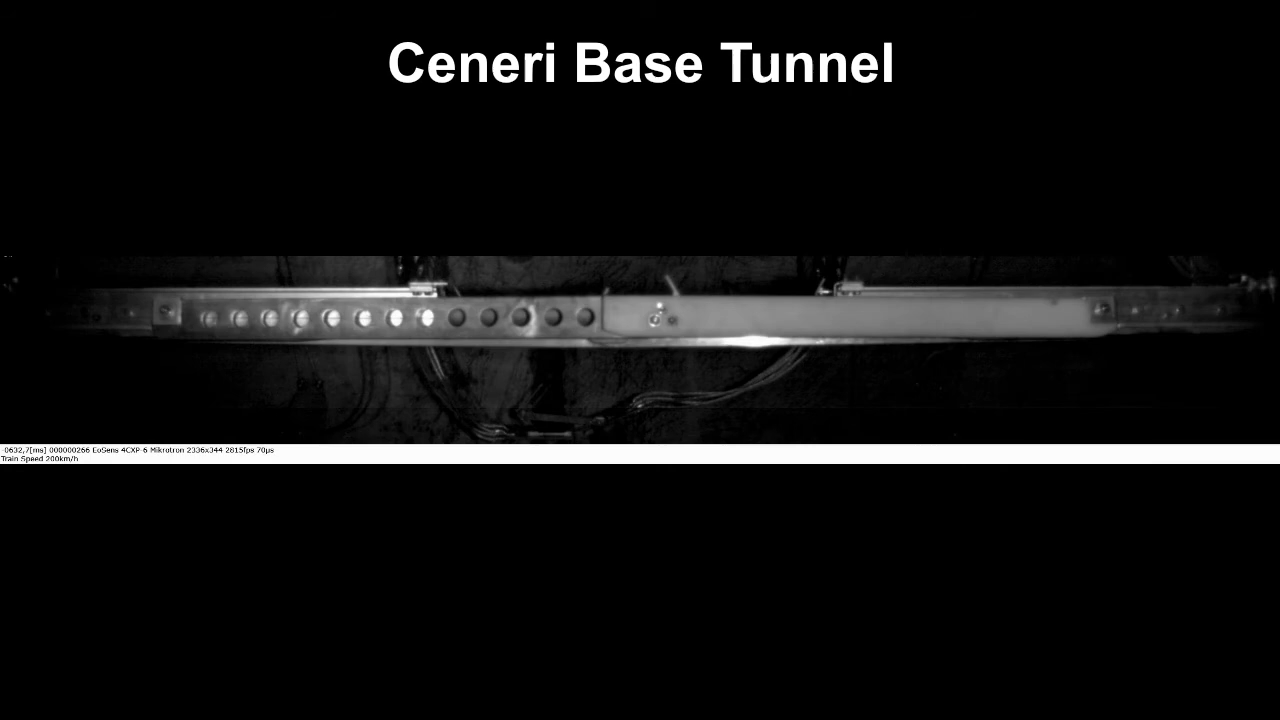 Ceneri Base Tunnel
-0632,7[ms] 000000266 EoSens 4CXP-6 Mikrotron 2336x344 2815fps 70µs
Train Speed 200km/h